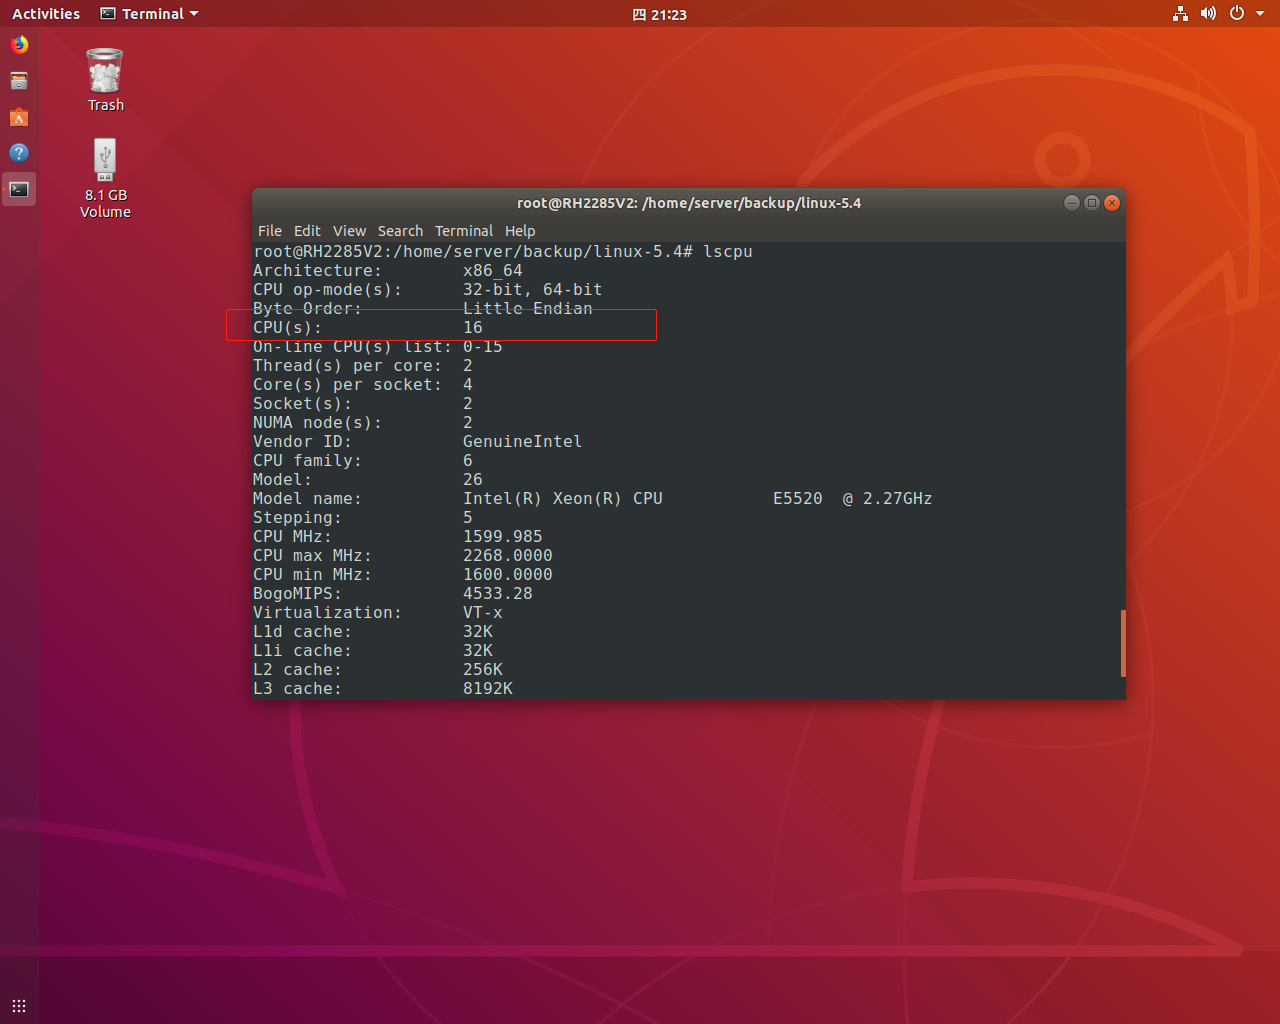 Activities
Terminal
四 21:23
Trash
8.1 GB
Volume
root@RH2285V2: /home/server/backup/linux-5.4
File Edit View Search Terminal Help
root@RH2285V2:/home/server/backup/linux-5.4# lscpu
Architecture: x86_64
CPU op-mode(s): 32-bit, 64-bit
Byte Order: Little Endian
CPU(s): 16
On-line CPU(s) list: 0-15
Thread(s) per core: 2
Core(s) per socket: 4
Socket(s): 2
NUMA node(s): 2
Vendor ID: GenuineIntel
CPU family: 6
Model: 26
Model name: Intel(R) Xeon(R) CPU           E5520  @ 2.27GHz
Stepping: 5
CPU MHz: 1599.985
CPU max MHz: 2268.0000
CPU min MHz: 1600.0000
BogoMIPS: 4533.28
Virtualization: VT-x
L1d cache: 32K
L1i cache: 32K
L2 cache: 256K
L3 cache: 8192K